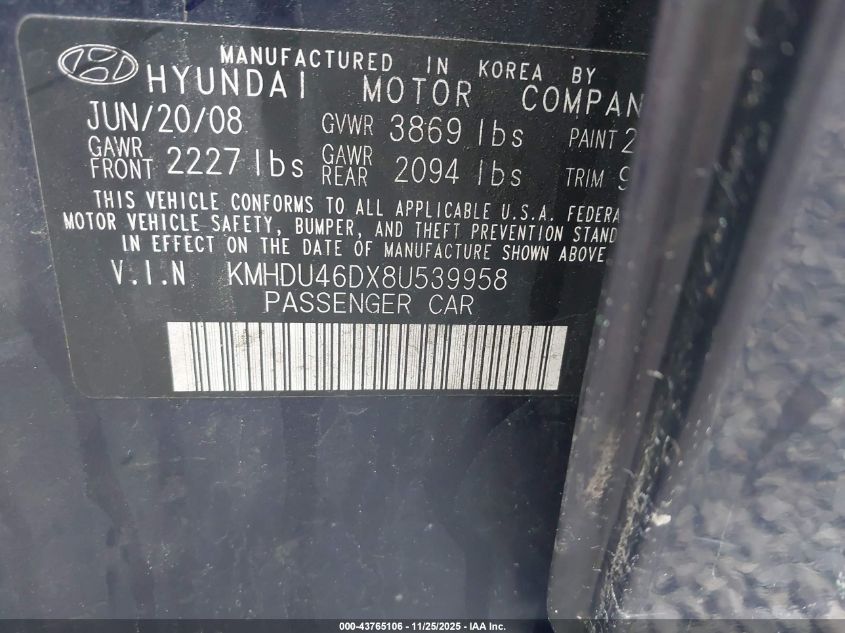 MANUFACTURED IN KOREA BY
HYUNDAI MOTOR COMPAN
JUN/20/08 GVWR 3869 lbs PAINT 2
GAWR FRONT 2227 lbs GAWR REAR 2094 lbs TRIM 9
THIS VEHICLE CONFORMS TO ALL APPLICABLE U.S.A. FEDERA
MOTOR VEHICLE SAFETY, BUMPER, AND THEFT PREVENTION STAND
IN EFFECT ON THE DATE OF MANUFACTURE SHOWN ABOVE
V.I.N KMHDU46DX8U539958
PASSENGER CAR
000-43765106 - 11/25/2025 - IAA Inc.